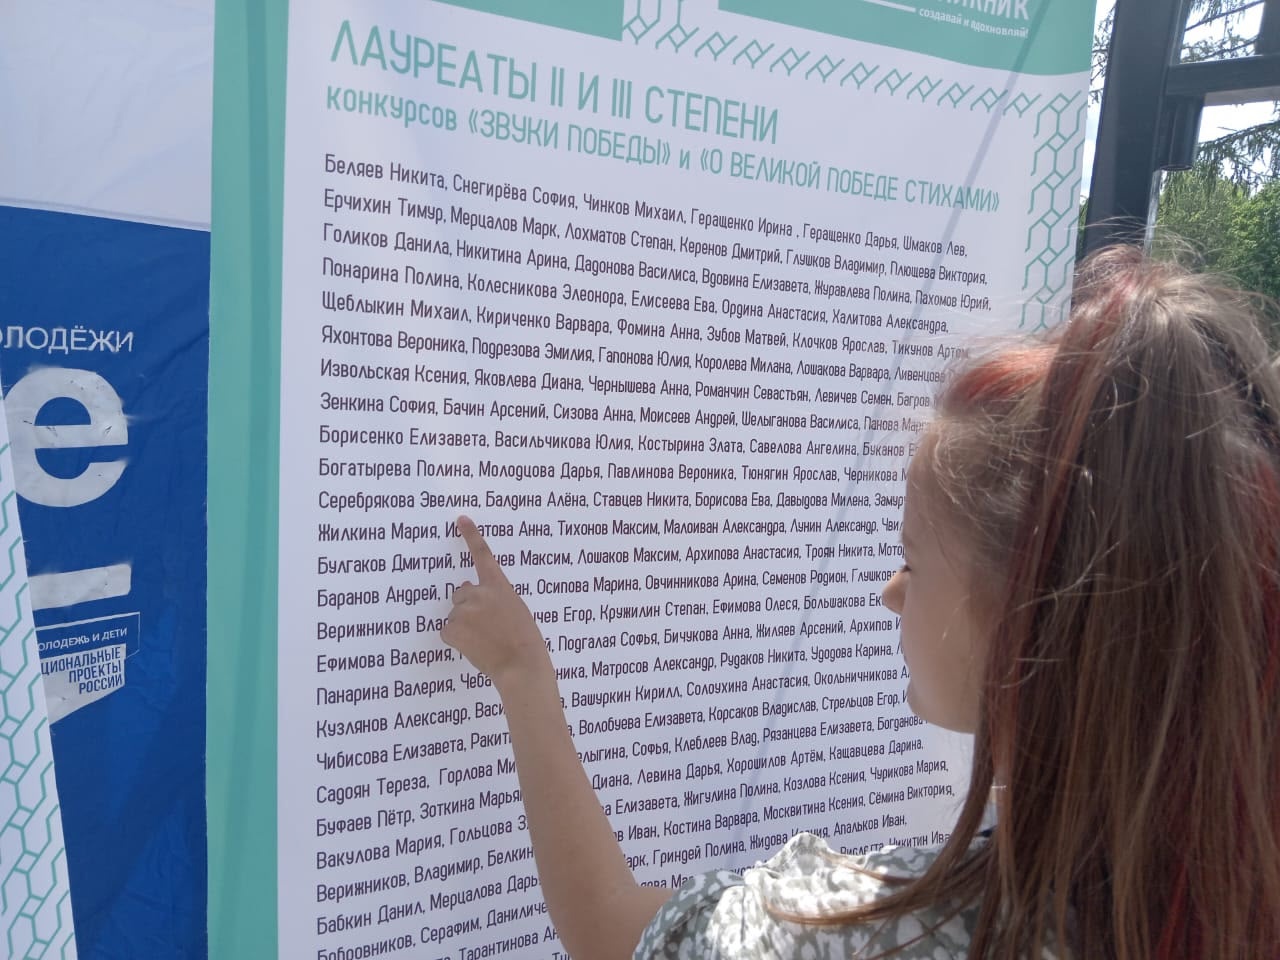 создавай и вдохновляй!
ЛАУРЕАТЫ II И III СТЕПЕНИ
конкурсов «ЗВУКИ ПОБЕДЫ» и «О ВЕЛИКОЙ ПОБЕДЕ СТИХАМИ»
Беляев Никита, Снегирёва София, Чинков Михаил, Геращенко Ирина , Геращенко Дарья, Шмаков Лев,
Ерчихин Тимур, Мерцалов Марк, Лохматов Степан, Керенов Дмитрий, Глушков Владимир, Плющева Виктория,
Голиков Данила, Никитина Арина, Дадонова Василиса, Вдовина Елизавета, Журавлева Полина, Пахомов Юрий,
Понарина Полина, Колесникова Элеонора, Елисеева Ева, Ордина Анастасия, Халитова Александра,
Щеблыкин Михаил, Кириченко Варвара, Фомина Анна, Зубов Матвей, Клочков Ярослав, Тикунов Артем,
Яхонтова Вероника, Подрезова Эмилия, Гапонова Юлия, Королева Милана, Лошакова Варвара,
Извольская Ксения, Яковлева Диана, Чернышева Анна, Романчин Севастьян, Левичев Семен, Багров
Зенкина София, Бачин Арсений, Сизова Анна, Моисеев Андрей, Шелыганова Василиса, Панова
Борисенко Елизавета, Васильчикова Юлия, Костырина Злата, Савелова Ангелина, Буканов
Богатырева Полина, Молодцова Дарья, Павлинова Вероника, Тюнягин Ярослав, Черникова
Серебрякова Эвелина, Балдина Алёна, Ставцев Никита, Борисова Ева, Давыдова Милена,
Жилкина Мария, Анна, Тихонов Максим, Малоиван Александра, Лунин Александр,
Булгаков Дмитрий, Максим, Лошаков Максим, Архипова Анастасия, Троян Никита,
Баранов Андрей, Осипова Марина, Овчинникова Арина, Семенов Родион,
Верижников Егор, Кружилин Степан, Ефимова Олеся, Большакова
Ефимова Валерия, Подгалая Софья, Бичукова Анна, Жиляев Арсений, Архипов
Панарина Валерия, Матросов Александр, Рудаков Никита, Удодова Карина,
Кузлянов Александр, Вашуркин Кирилл, Солоухина Анастасия, Окольничникова
Чибисова Елизавета, Волобуева Елизавета, Корсаков Владислав, Стрельцов Егор,
Садоян Тереза, Горлова Софья, Клеблеев Влад, Рязанцева Елизавета,
Буфаев Пётр, Зоткина Диана, Левина Дарья, Хорошилов Артём, Кащавцева Дарина,
Вакулова Мария, Гольцова Елизавета, Жигулина Полина, Козлова Ксения, Чурикова Мария,
Верижников, Владимир, Белкин Иван, Костина Варвара, Москвитина Ксения, Сёмина Виктория,
Бабкин Данил, Мерцалова Гриндей Полина, Жидова Апальков Иван,
Бобровников, Серафим, Никитин
Тарантинова
МОЛОДЁЖИ
е
МОЛОДЕЖЬ И ДЕТИ
НАЦИОНАЛЬНЫЕ
ПРОЕКТЫ
РОССИИ